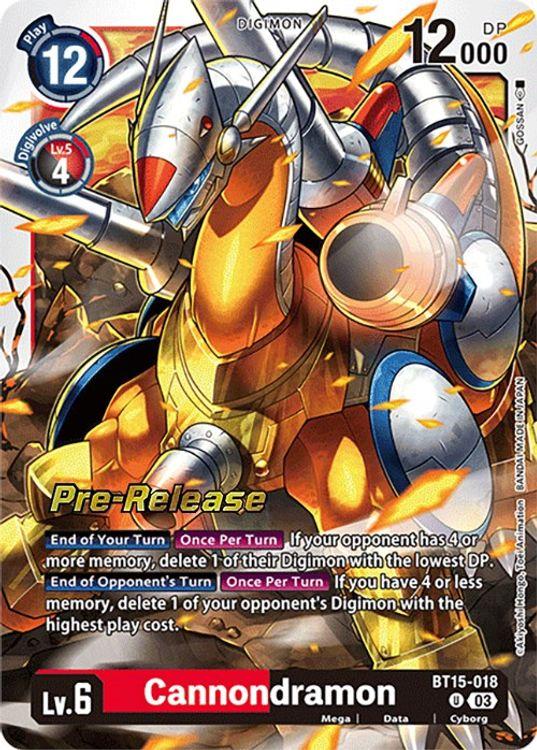 Play
DIGIMON
DP
12
12000
Digivolve
Lv.5
4
GOSSAN
Pre-Release
End of Your Turn Once Per Turn If your opponent has 4 or
more memory, delete 1 of their Digimon with the lowest DP.
End of Opponent's Turn Once Per Turn If you have 4 or less
memory, delete 1 of your opponent's Digimon with the
highest play cost.
©Akiyoshi Hongo, Toei Animation BANDAI MADE IN JAPAN
BT15-018
Lv.6 Cannondramon
U 03
Mega | Data | Cyborg